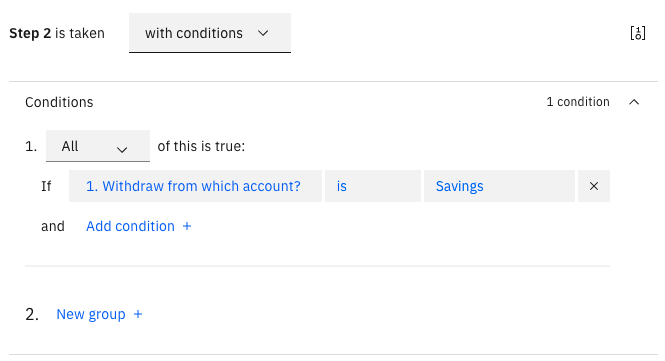 Step 2 is taken with conditions
Conditions 1 condition
1. All of this is true:
If 1. Withdraw from which account? is Savings ×
and Add condition +
2. New group +